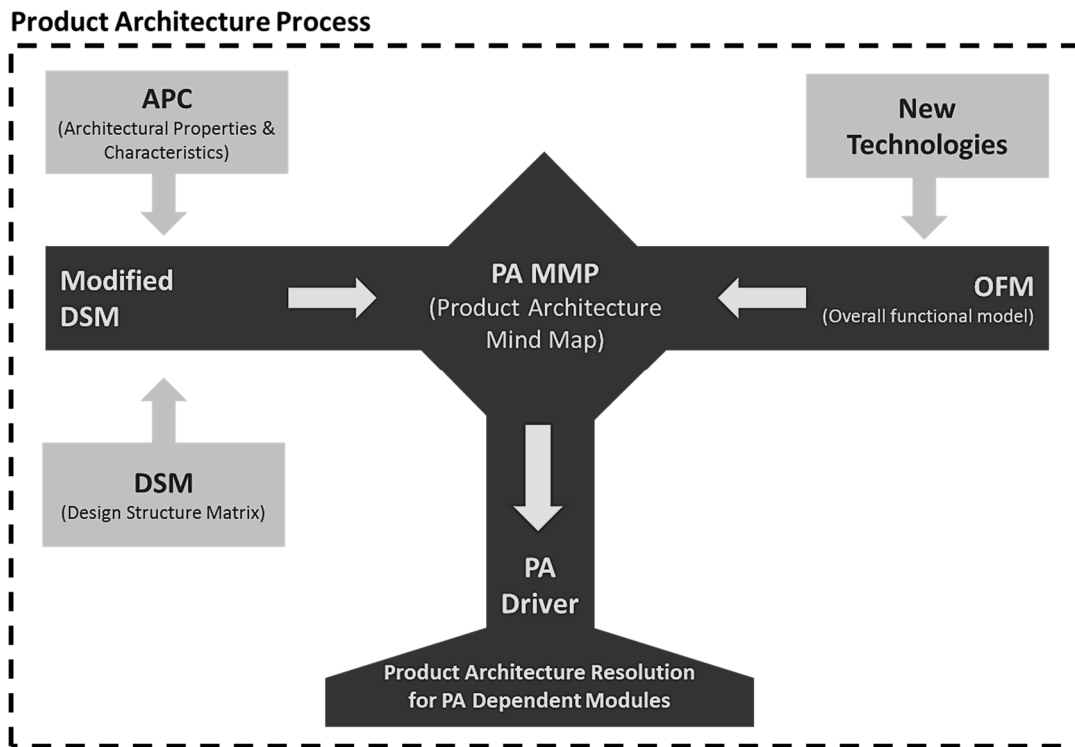 Product Architecture Process
APC
(Architectural Properties &
Characteristics)
New
Technologies
Modified
DSM
PA MMP
(Product Architecture
Mind Map)
OFM
(Overall functional model)
DSM
(Design Structure Matrix)
PA
Driver
Product Architecture Resolution
for PA Dependent Modules